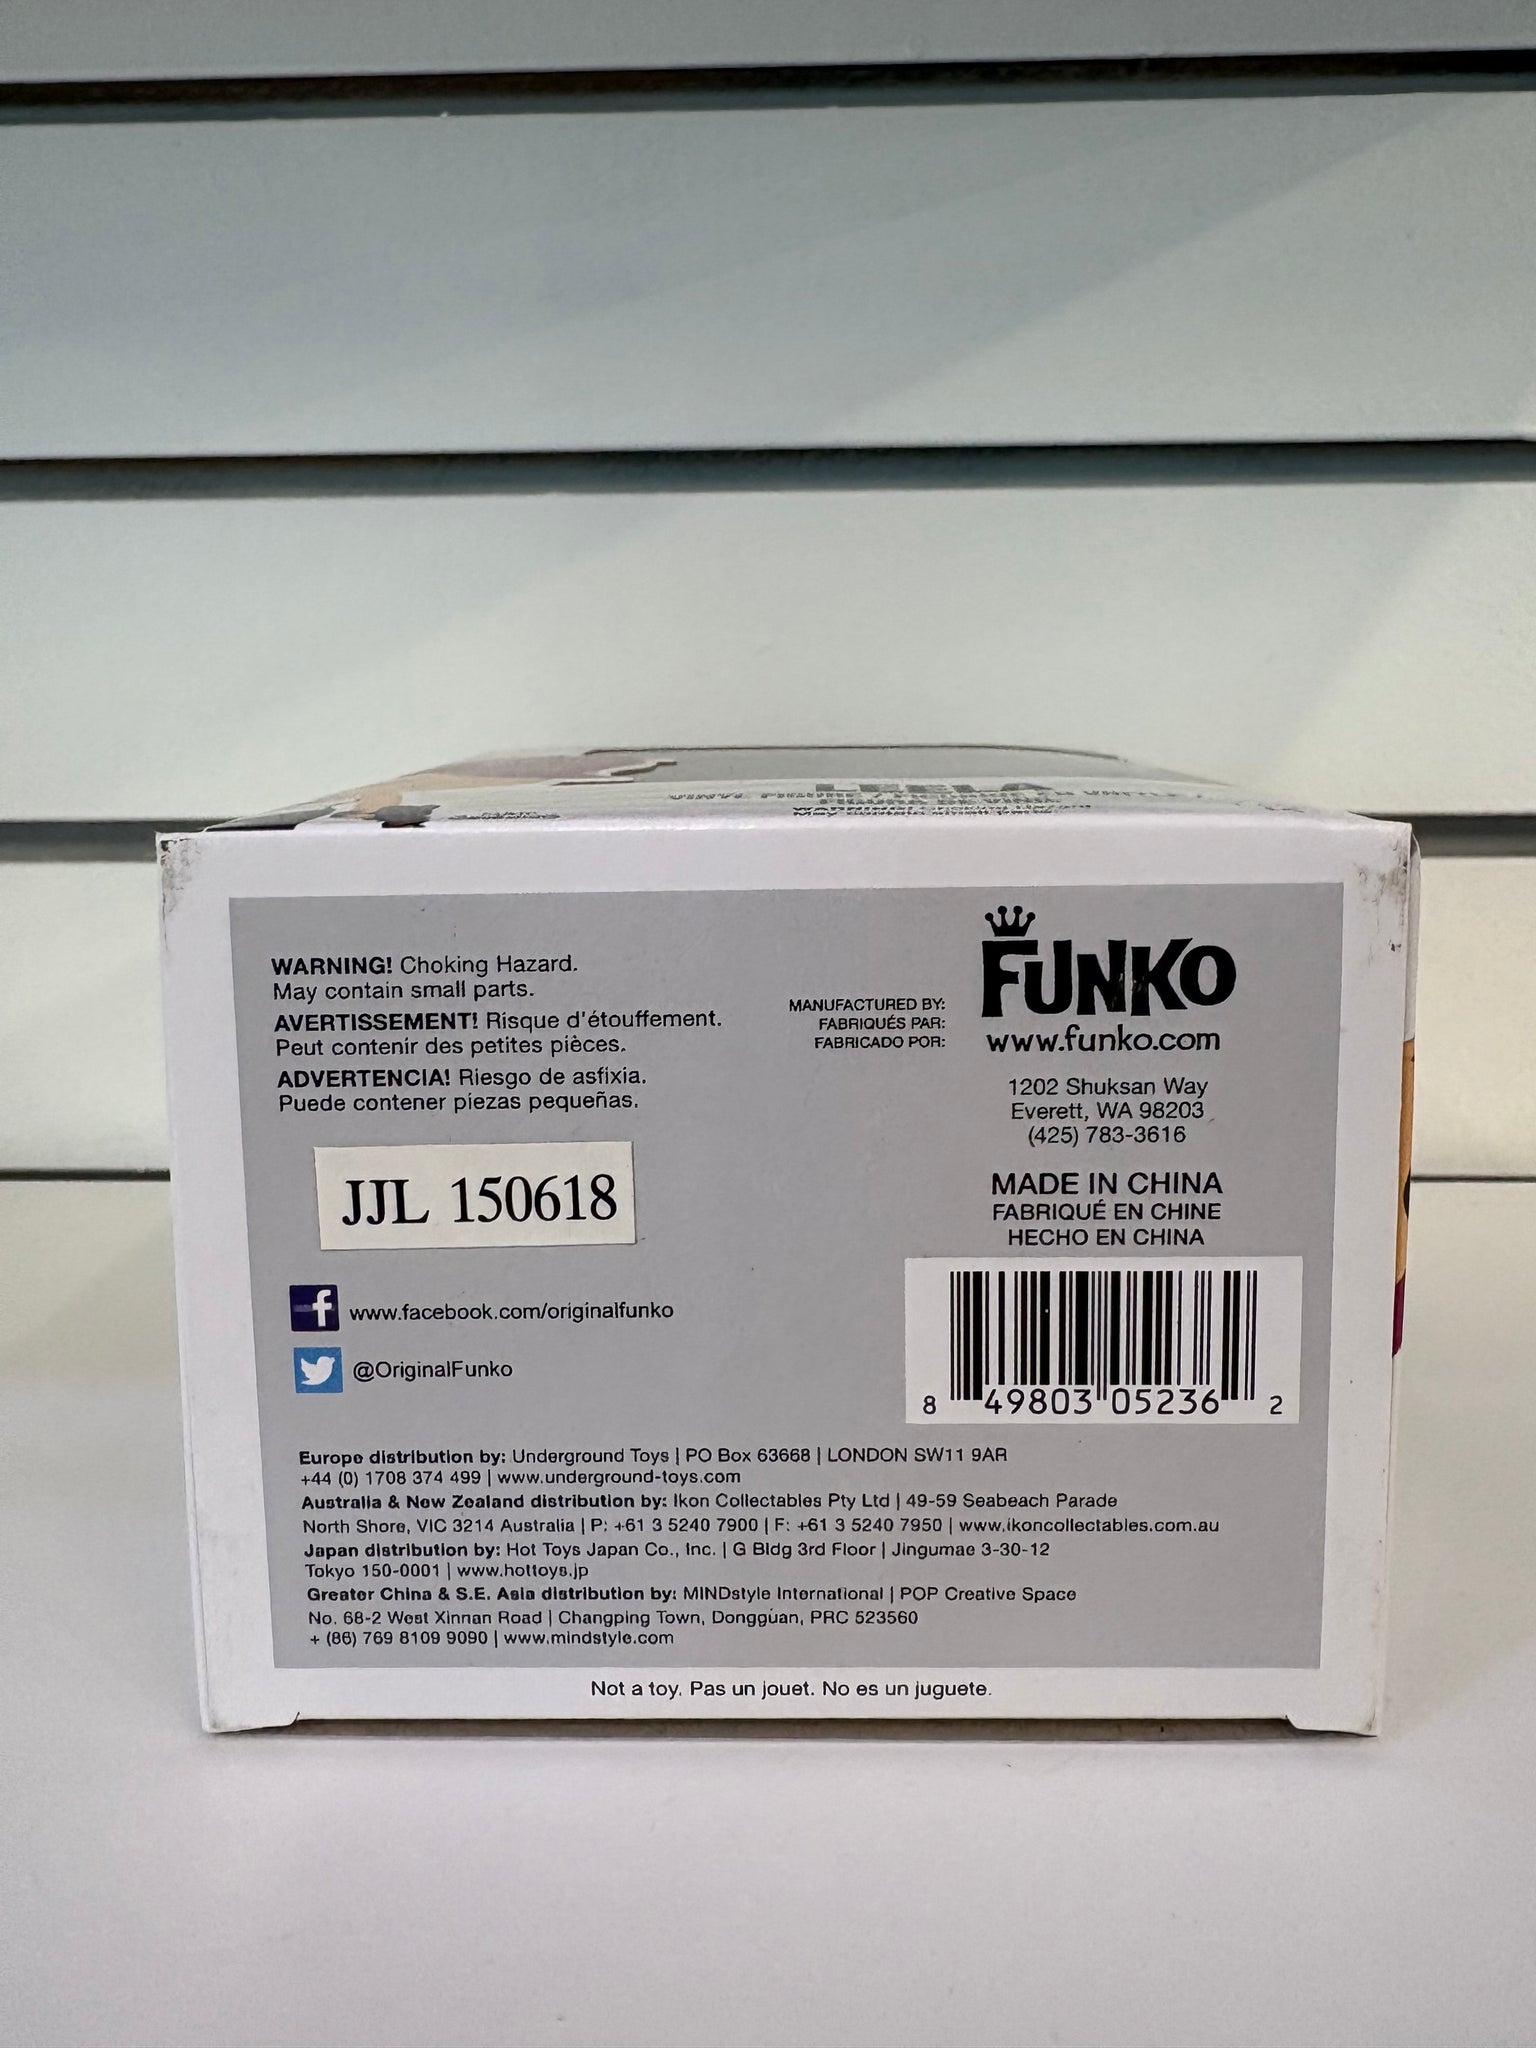 LEELA
WARNING! Choking Hazard.
May contain small parts.
AVERTISSEMENT! Risque d'étouffement.
Peut contenir des petites pièces.
ADVERTENCIA! Riesgo de asfixia.
Puede contener piezas pequeñas.
JJL 150618
www.facebook.com/originalfunko
@OriginalFunko
MANUFACTURED BY:
FABRIQUÉS PAR:
FABRICADO POR:
FUNKO
www.funko.com
1202 Shuksan Way
Everett, WA 98203
(425) 783-3616
MADE IN CHINA
FABRIQUÉ EN CHINE
HECHO EN CHINA
8 49803 05236 2
Europe distribution by: Underground Toys | PO Box 63668 | LONDON SW11 9AR
+44 (0) 1708 374 499 | www.underground-toys.com
Australia & New Zealand distribution by: Ikon Collectables Pty Ltd | 49-59 Seabeach Parade
North Shore, VIC 3214 Australia | P: +61 3 5240 7900 | F: +61 3 5240 7950 | www.ikoncollectables.com.au
Japan distribution by: Hot Toys Japan Co., Inc. | G Bldg 3rd Floor | Jingumae 3-30-12
Tokyo 150-0001 | www.hottoys.jp
Greater China & S.E. Asia distribution by: MINDstyle International | POP Creative Space
No. 68-2 West Xinnan Road | Changping Town, Dongguan, PRC 523560
+ (86) 769 8109 9090 | www.mindstyle.com
Not a toy. Pas un jouet. No es un juguete.